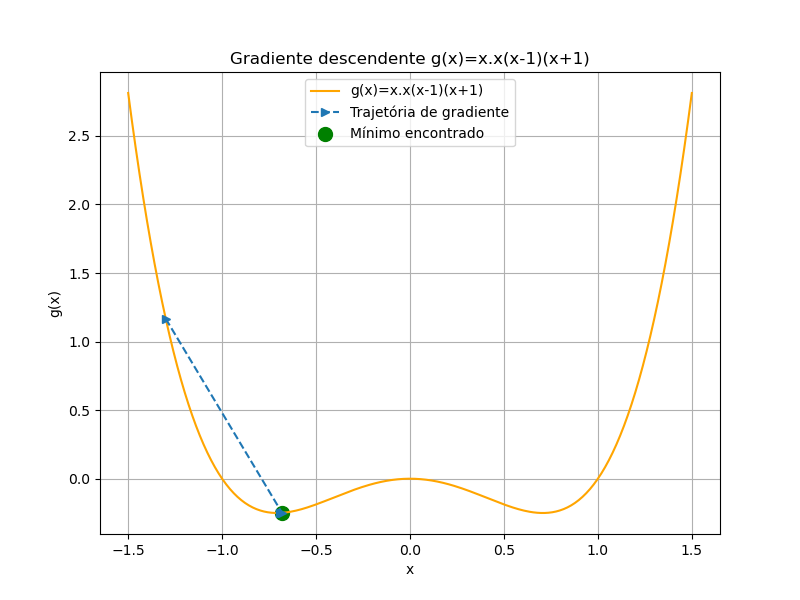 Gradiente descendente g(x)=x.x(x-1)(x+1)
g(x)=x.x(x-1)(x+1)
Trajetória de gradiente
Mínimo encontrado
2.5
2.0
1.5
1.0
0.5
0.0
g(x)
−1.5 −1.0 −0.5 0.0 0.5 1.0 1.5
x